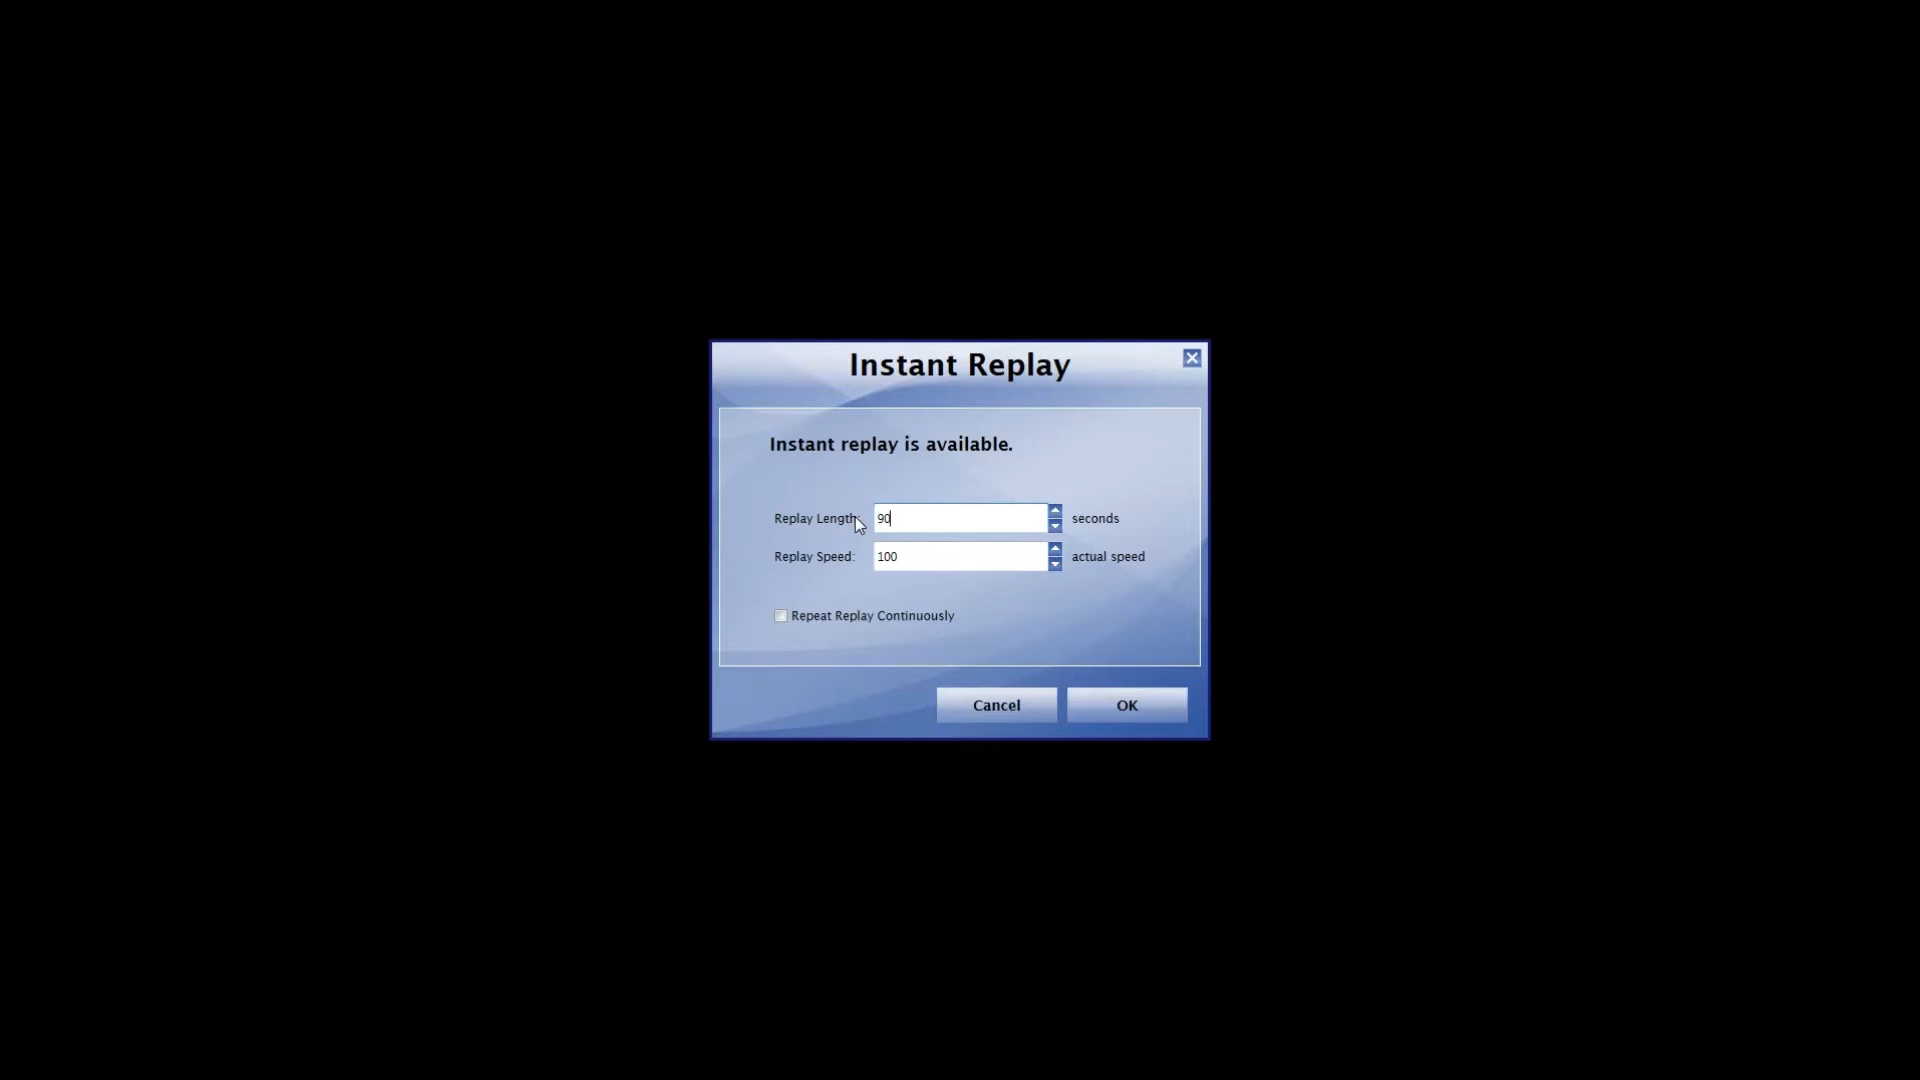 Instant Replay
Instant replay is available.
Replay Length: 90 seconds
Replay Speed: 100 actual speed
Repeat Replay Continuously
Cancel OK